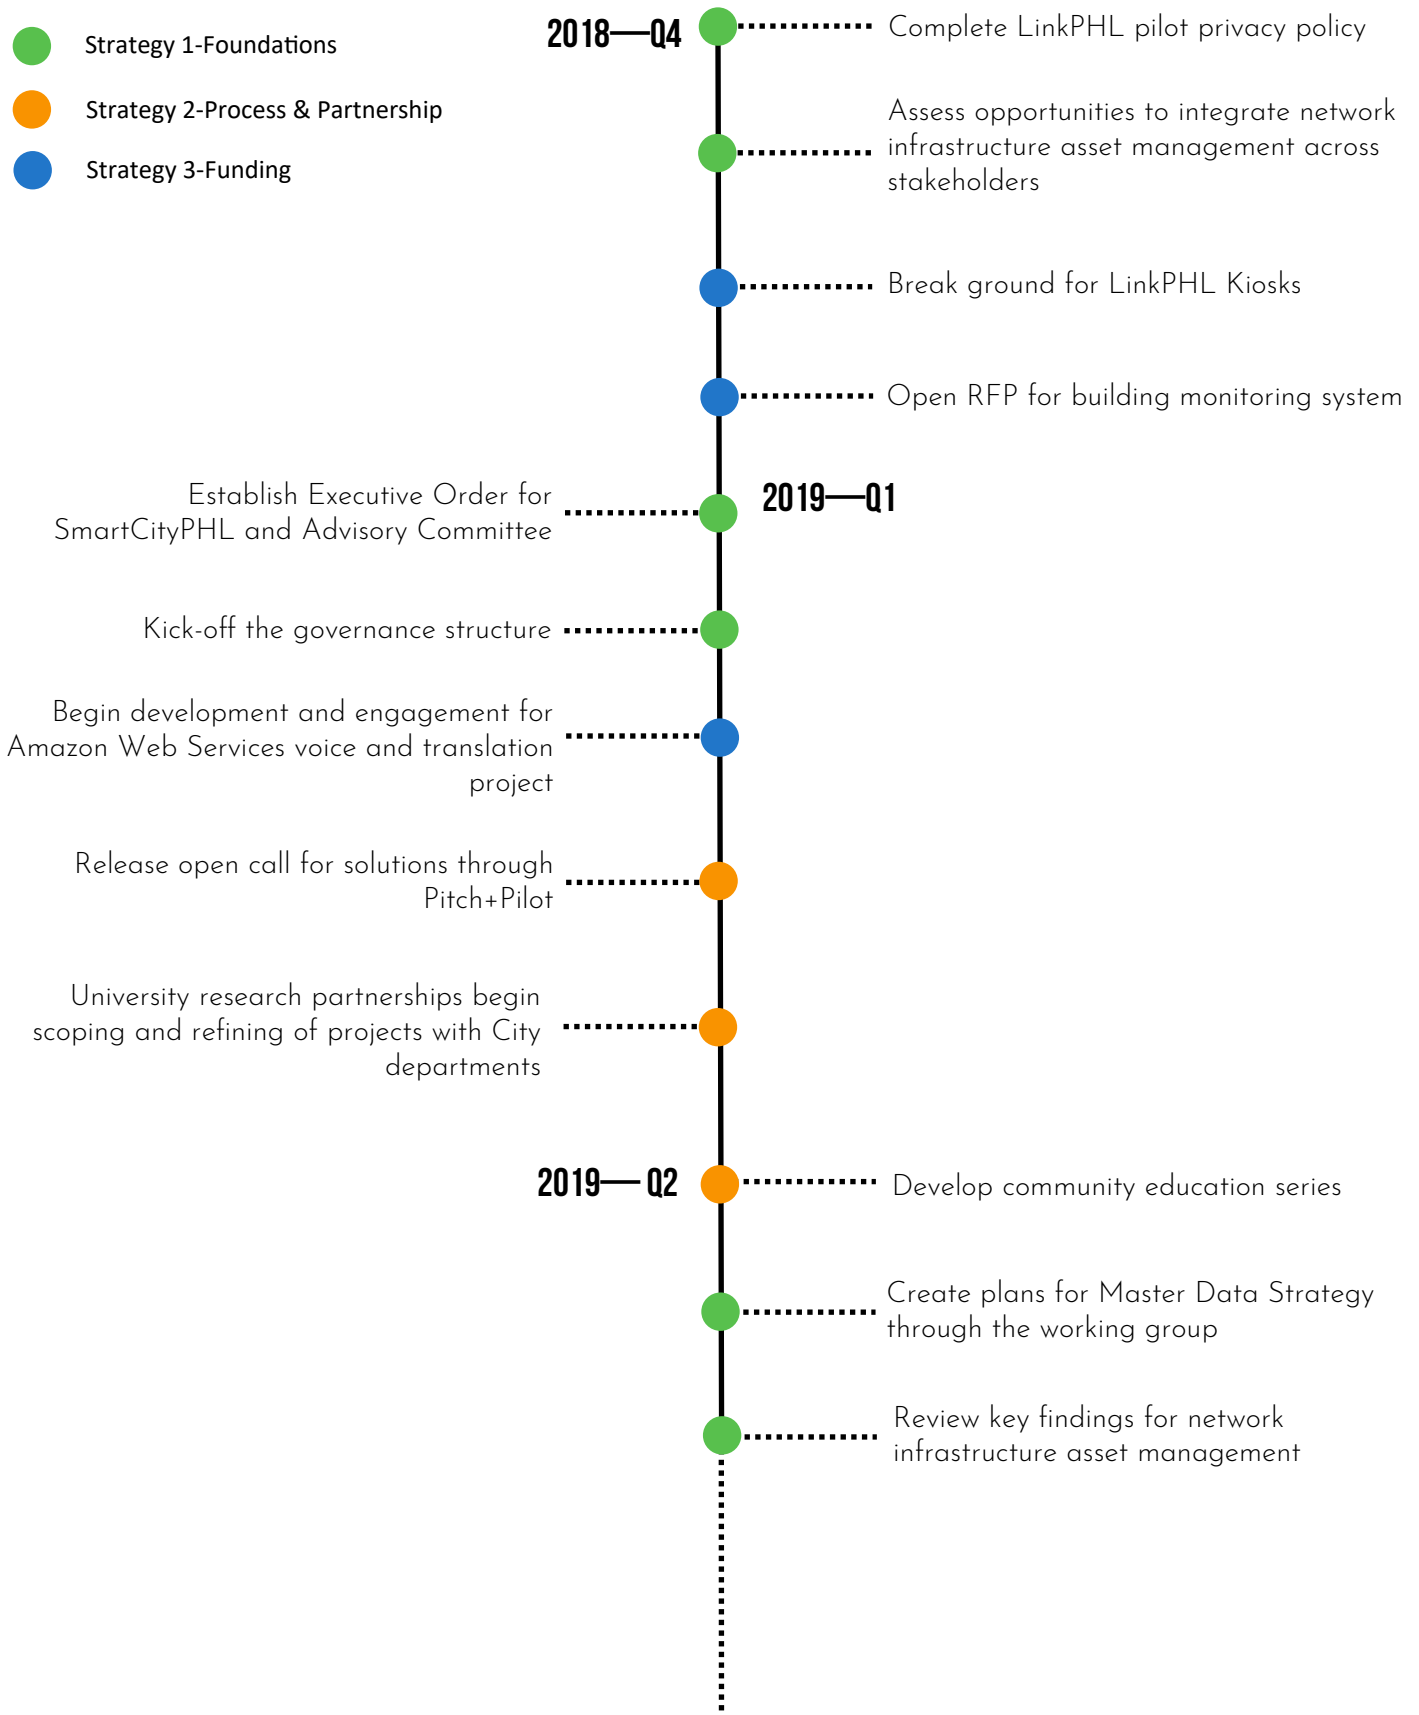 Strategy 1-Foundations
Strategy 2-Process & Partnership
Strategy 3-Funding
2018—Q4
Complete LinkPHL pilot privacy policy
Assess opportunities to integrate network
infrastructure asset management across
stakeholders
Break ground for LinkPHL Kiosks
Open RFP for building monitoring system
2019—Q1
Establish Executive Order for
SmartCityPHL and Advisory Committee
Kick-off the governance structure
Begin development and engagement for
Amazon Web Services voice and translation
project
Release open call for solutions through
Pitch+Pilot
University research partnerships begin
scoping and refining of projects with City
departments
2019— Q2
Develop community education series
Create plans for Master Data Strategy
through the working group
Review key findings for network
infrastructure asset management